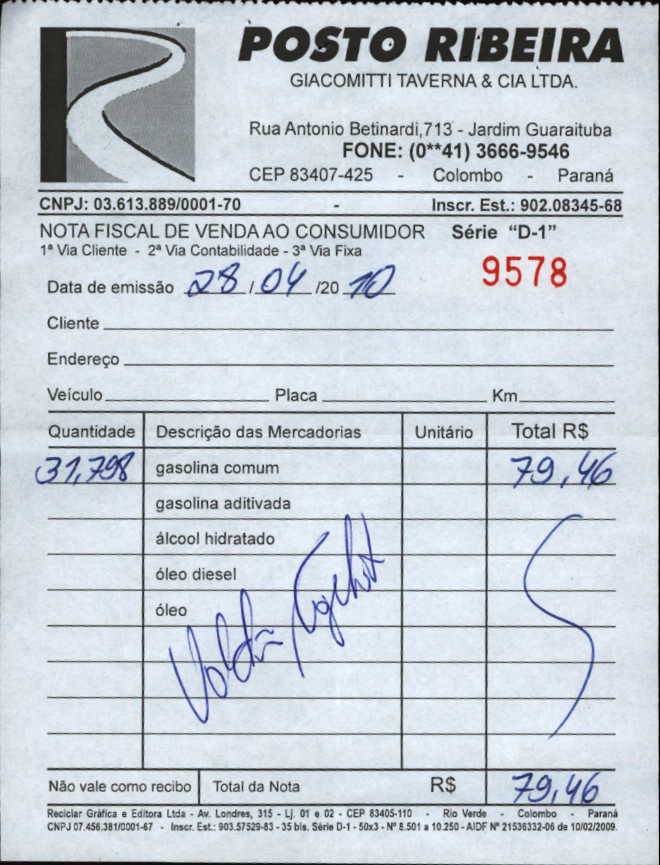 POSTO RIBEIRA
GIACOMITTI TAVERNA & CIA LTDA.
Rua Antonio Betinardi,713 - Jardim Guaraituba
FONE: (0**41) 3666-9546
CEP 83407-425 - Colombo - Paraná
CNPJ: 03.613.889/0001-70 - Inscr. Est.: 902.08345-68
NOTA FISCAL DE VENDA AO CONSUMIDOR Série "D-1"
1ª Via Cliente - 2ª Via Contabilidade - 3ª Via Fixa
9578
Data de emissão 28/04/2010
Cliente
Endereço
Veículo Placa Km
Quantidade Descrição das Mercadorias Unitário Total R$
31,798 gasolina comum 79,46
gasolina aditivada
álcool hidratado
óleo diesel
óleo
Não vale como recibo Total da Nota R$ 79,46
Reciclar Gráfica e Editora Ltda - Av. Londres, 315 - Lj. 01 e 02 - CEP 83405-110 - Rio Verde - Colombo - Paraná
CNPJ 07.456.381/0001-67 - Inscr. Est.: 903.57529-83 - 35 bls. Série D-1 - 50x3 - Nº 8.501 a 10.250 - AIDF Nº 21536332-06 de 10/02/2009.